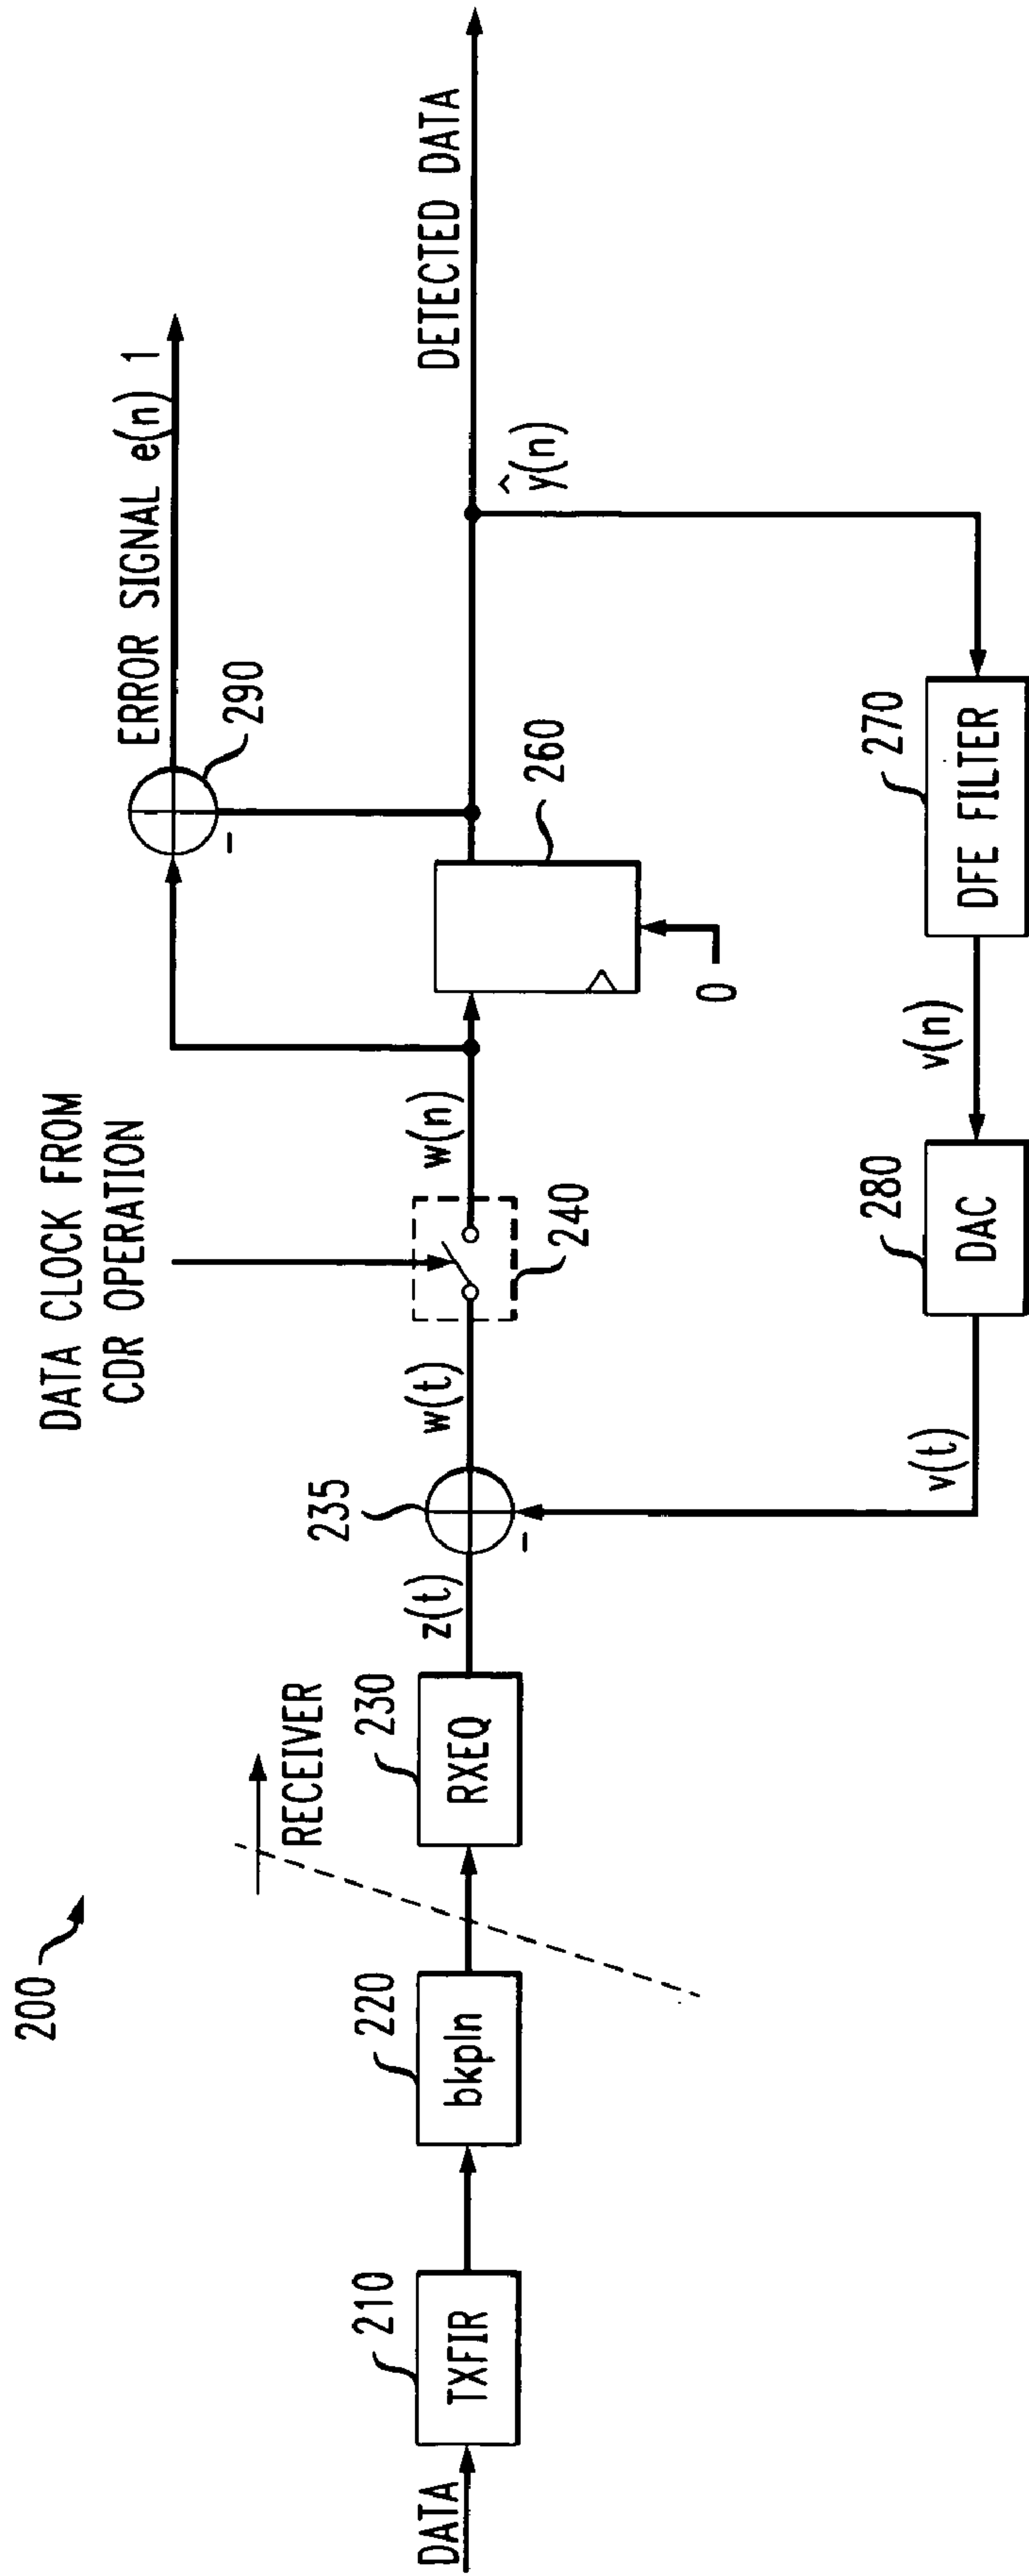 200
DATA CLOCK FROM
CDR OPERATION
ERROR SIGNAL e(n) 1
290
RECEIVER
DATA
TXFIR
210
bkpln
220
RXEQ
230
z(t)
235
-
w(t)
240
w(n)
260
0
-
ŷ(n)
DETECTED DATA
v(t)
DAC
280
v(n)
DFE FILTER
270